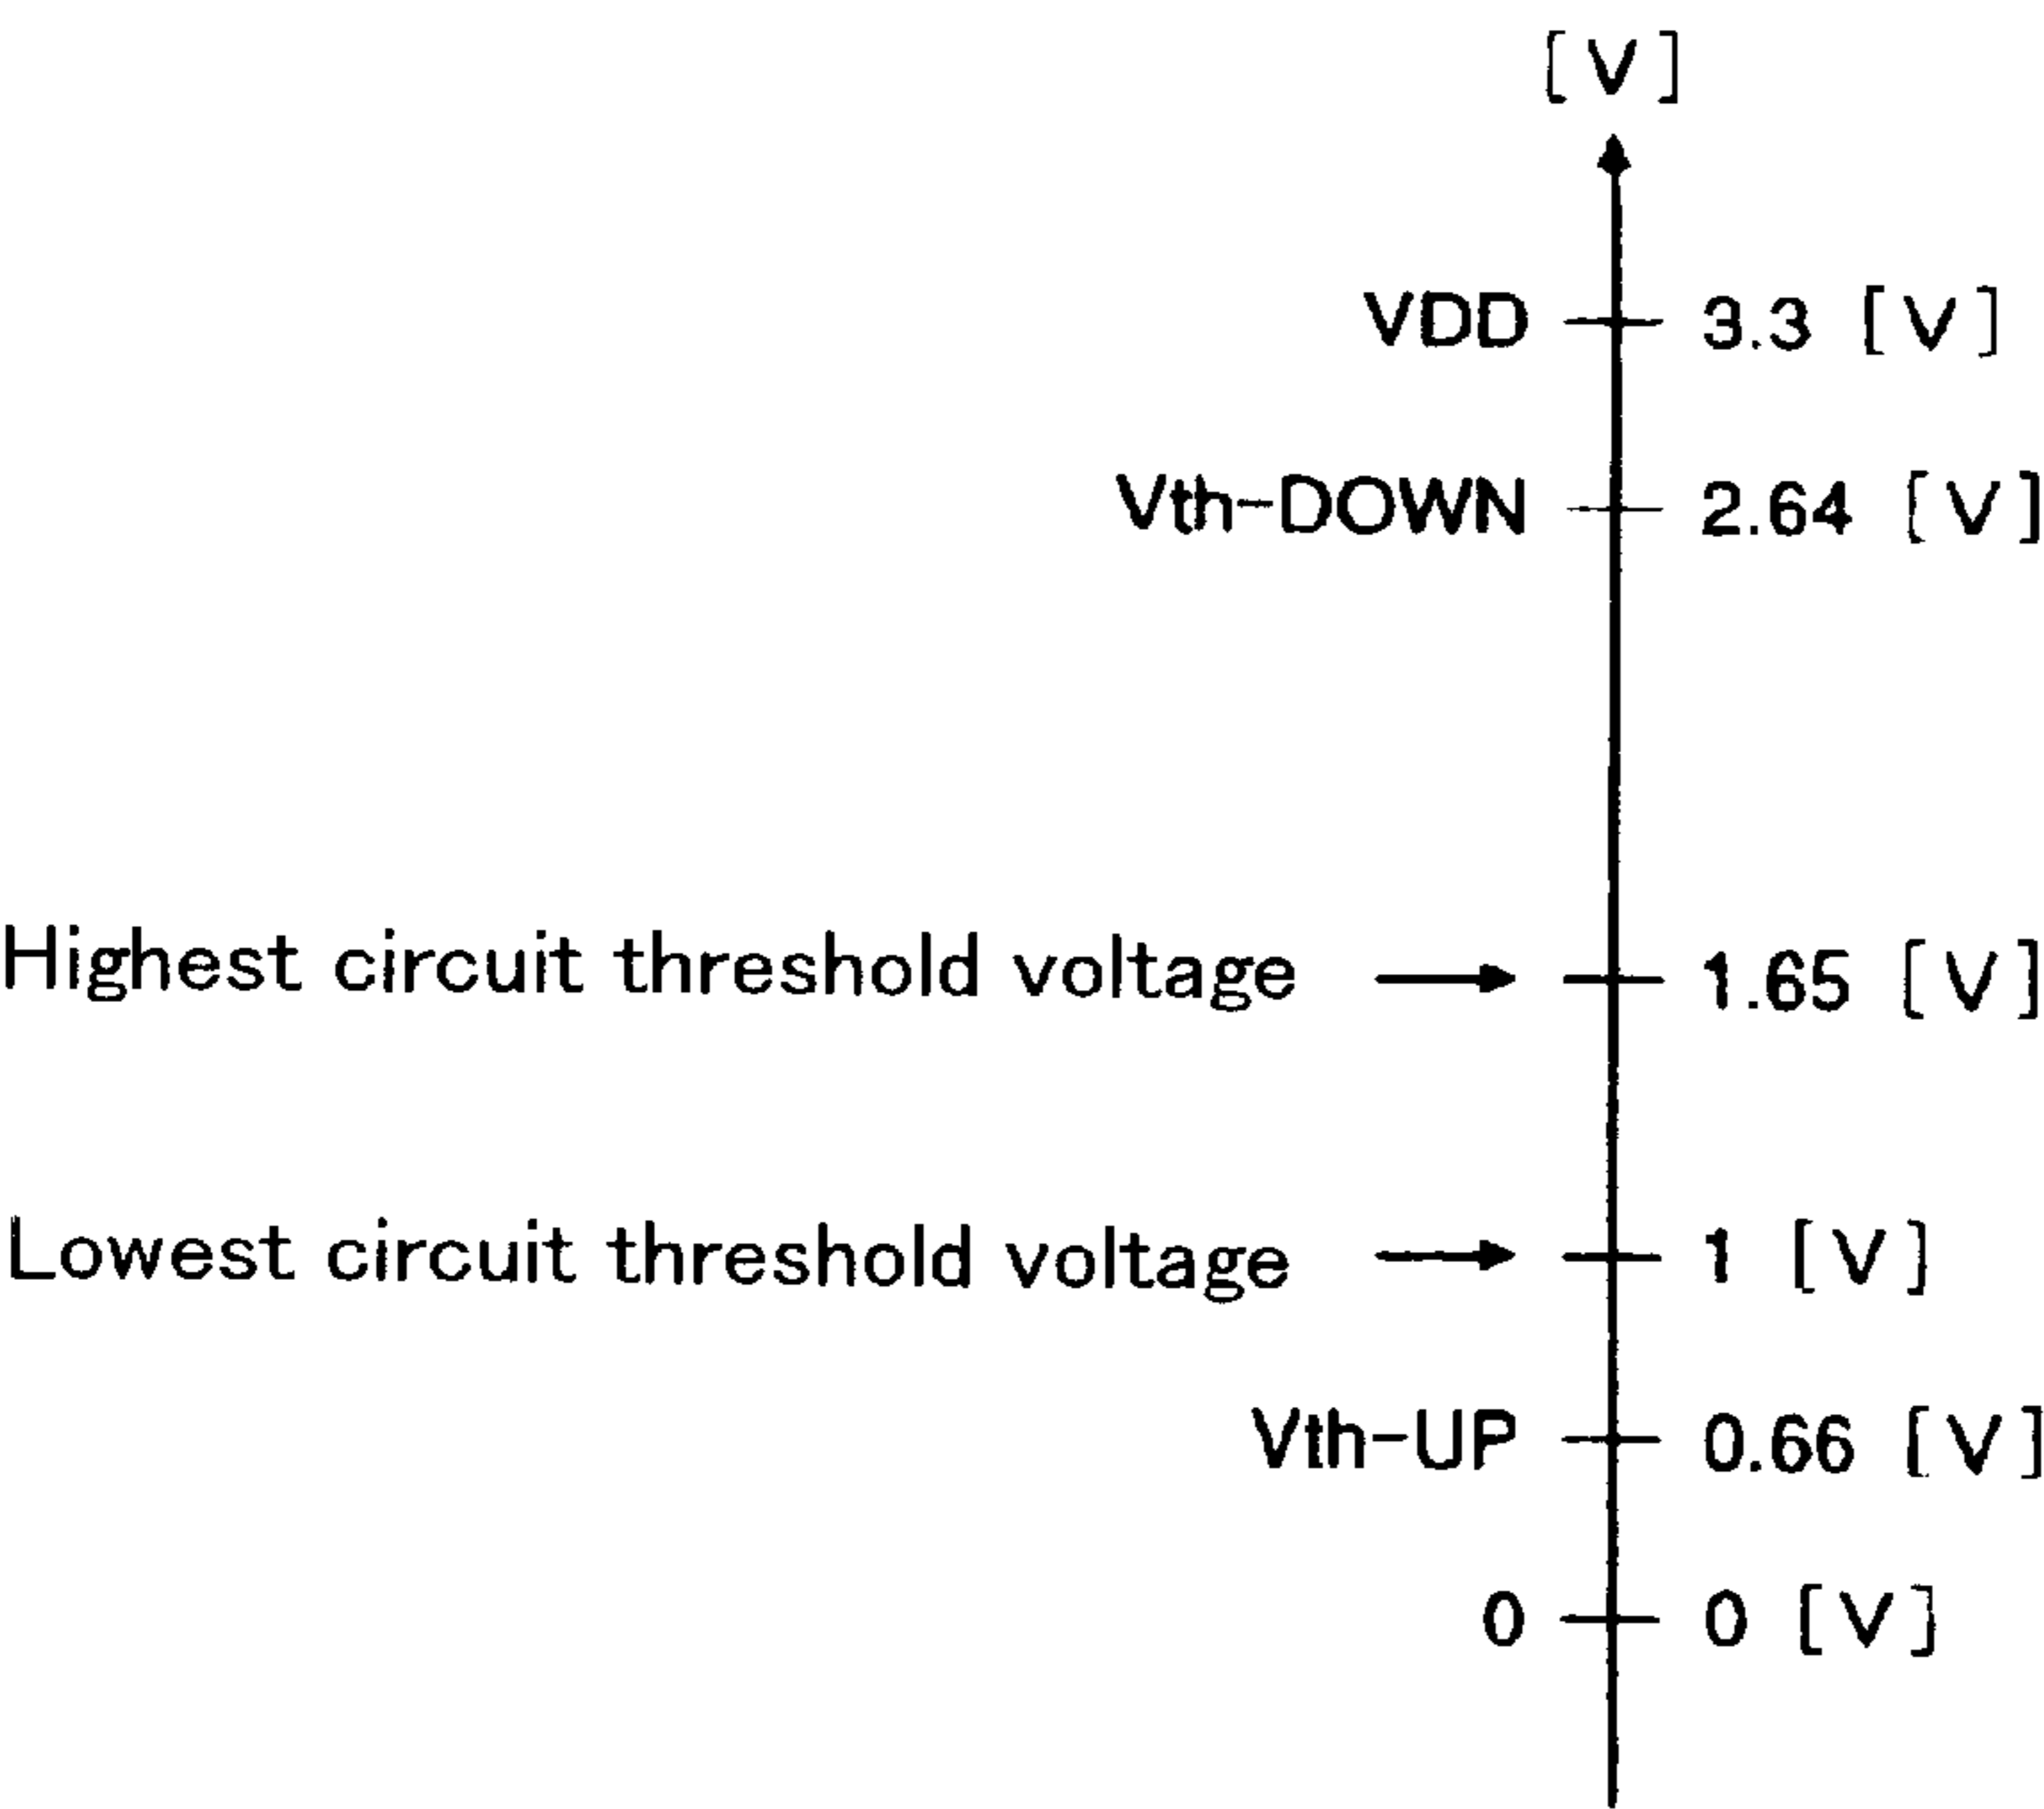 [V]
VDD 3.3 [V]
Vth-DOWN 2.64 [V]
Highest circuit threshold voltage 1.65 [V]
Lowest circuit threshold voltage 1 [V]
Vth-UP 0.66 [V]
0 0 [V]